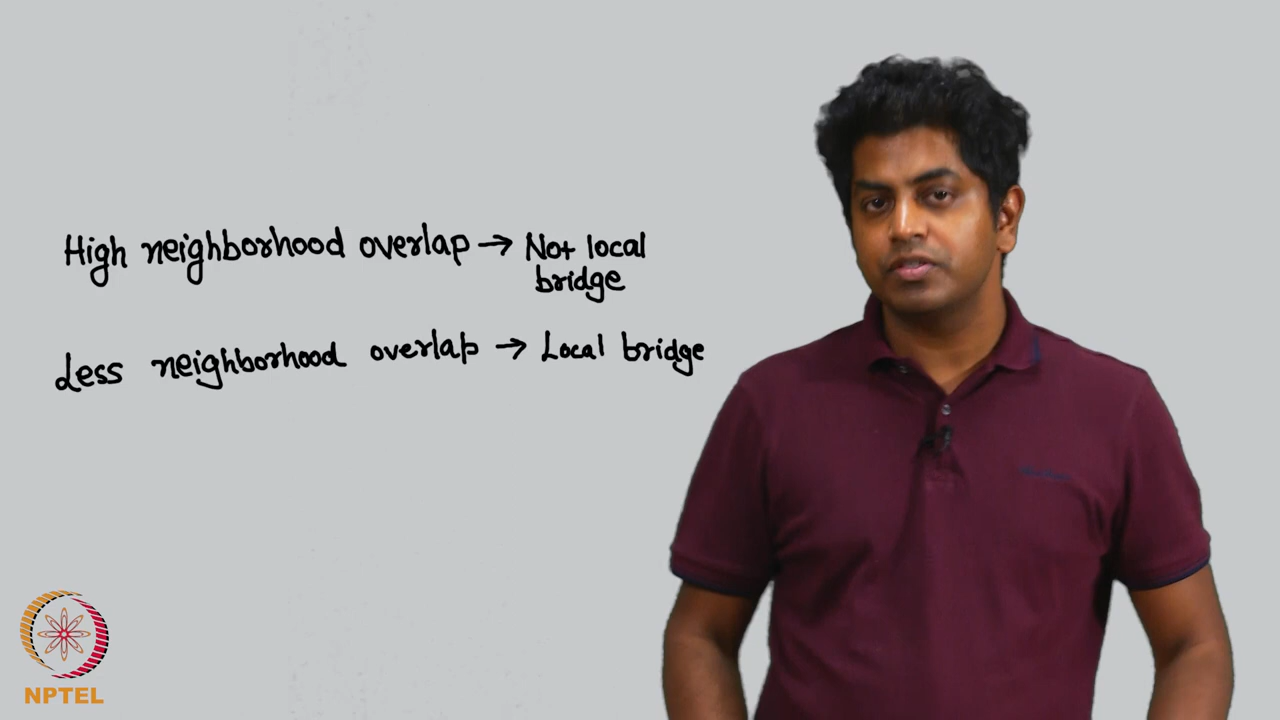 High neighborhood overlap → Not local
bridge
Less neighborhood overlap → Local bridge
NPTEL